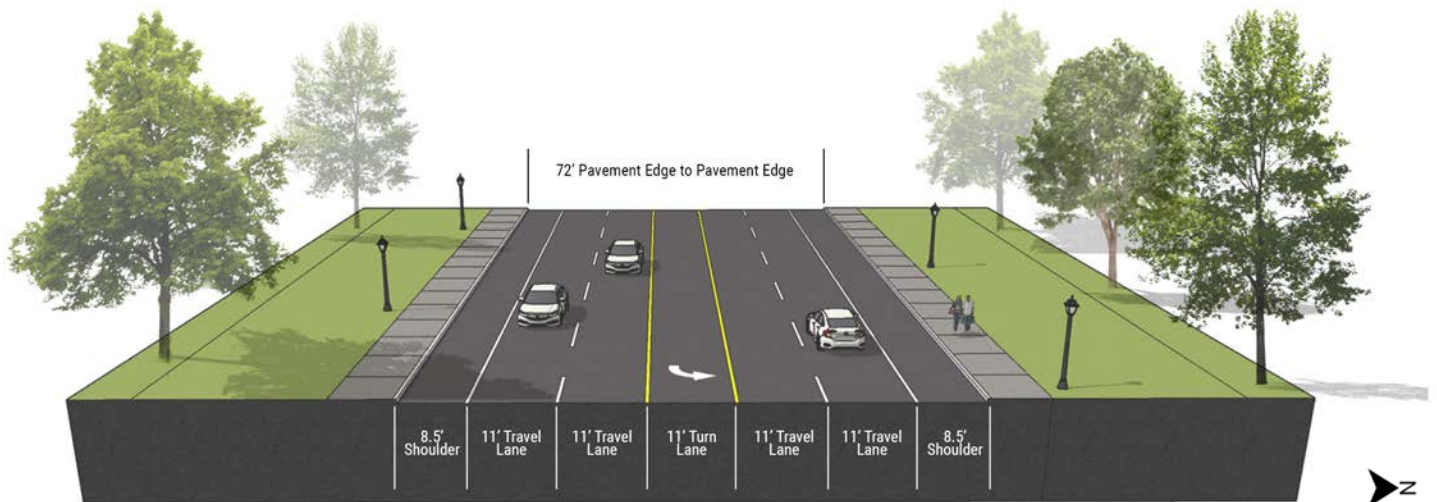 72' Pavement Edge to Pavement Edge
8.5'
Shoulder
11' Travel
Lane
11' Travel
Lane
11' Turn
Lane
11' Travel
Lane
11' Travel
Lane
8.5'
Shoulder
N